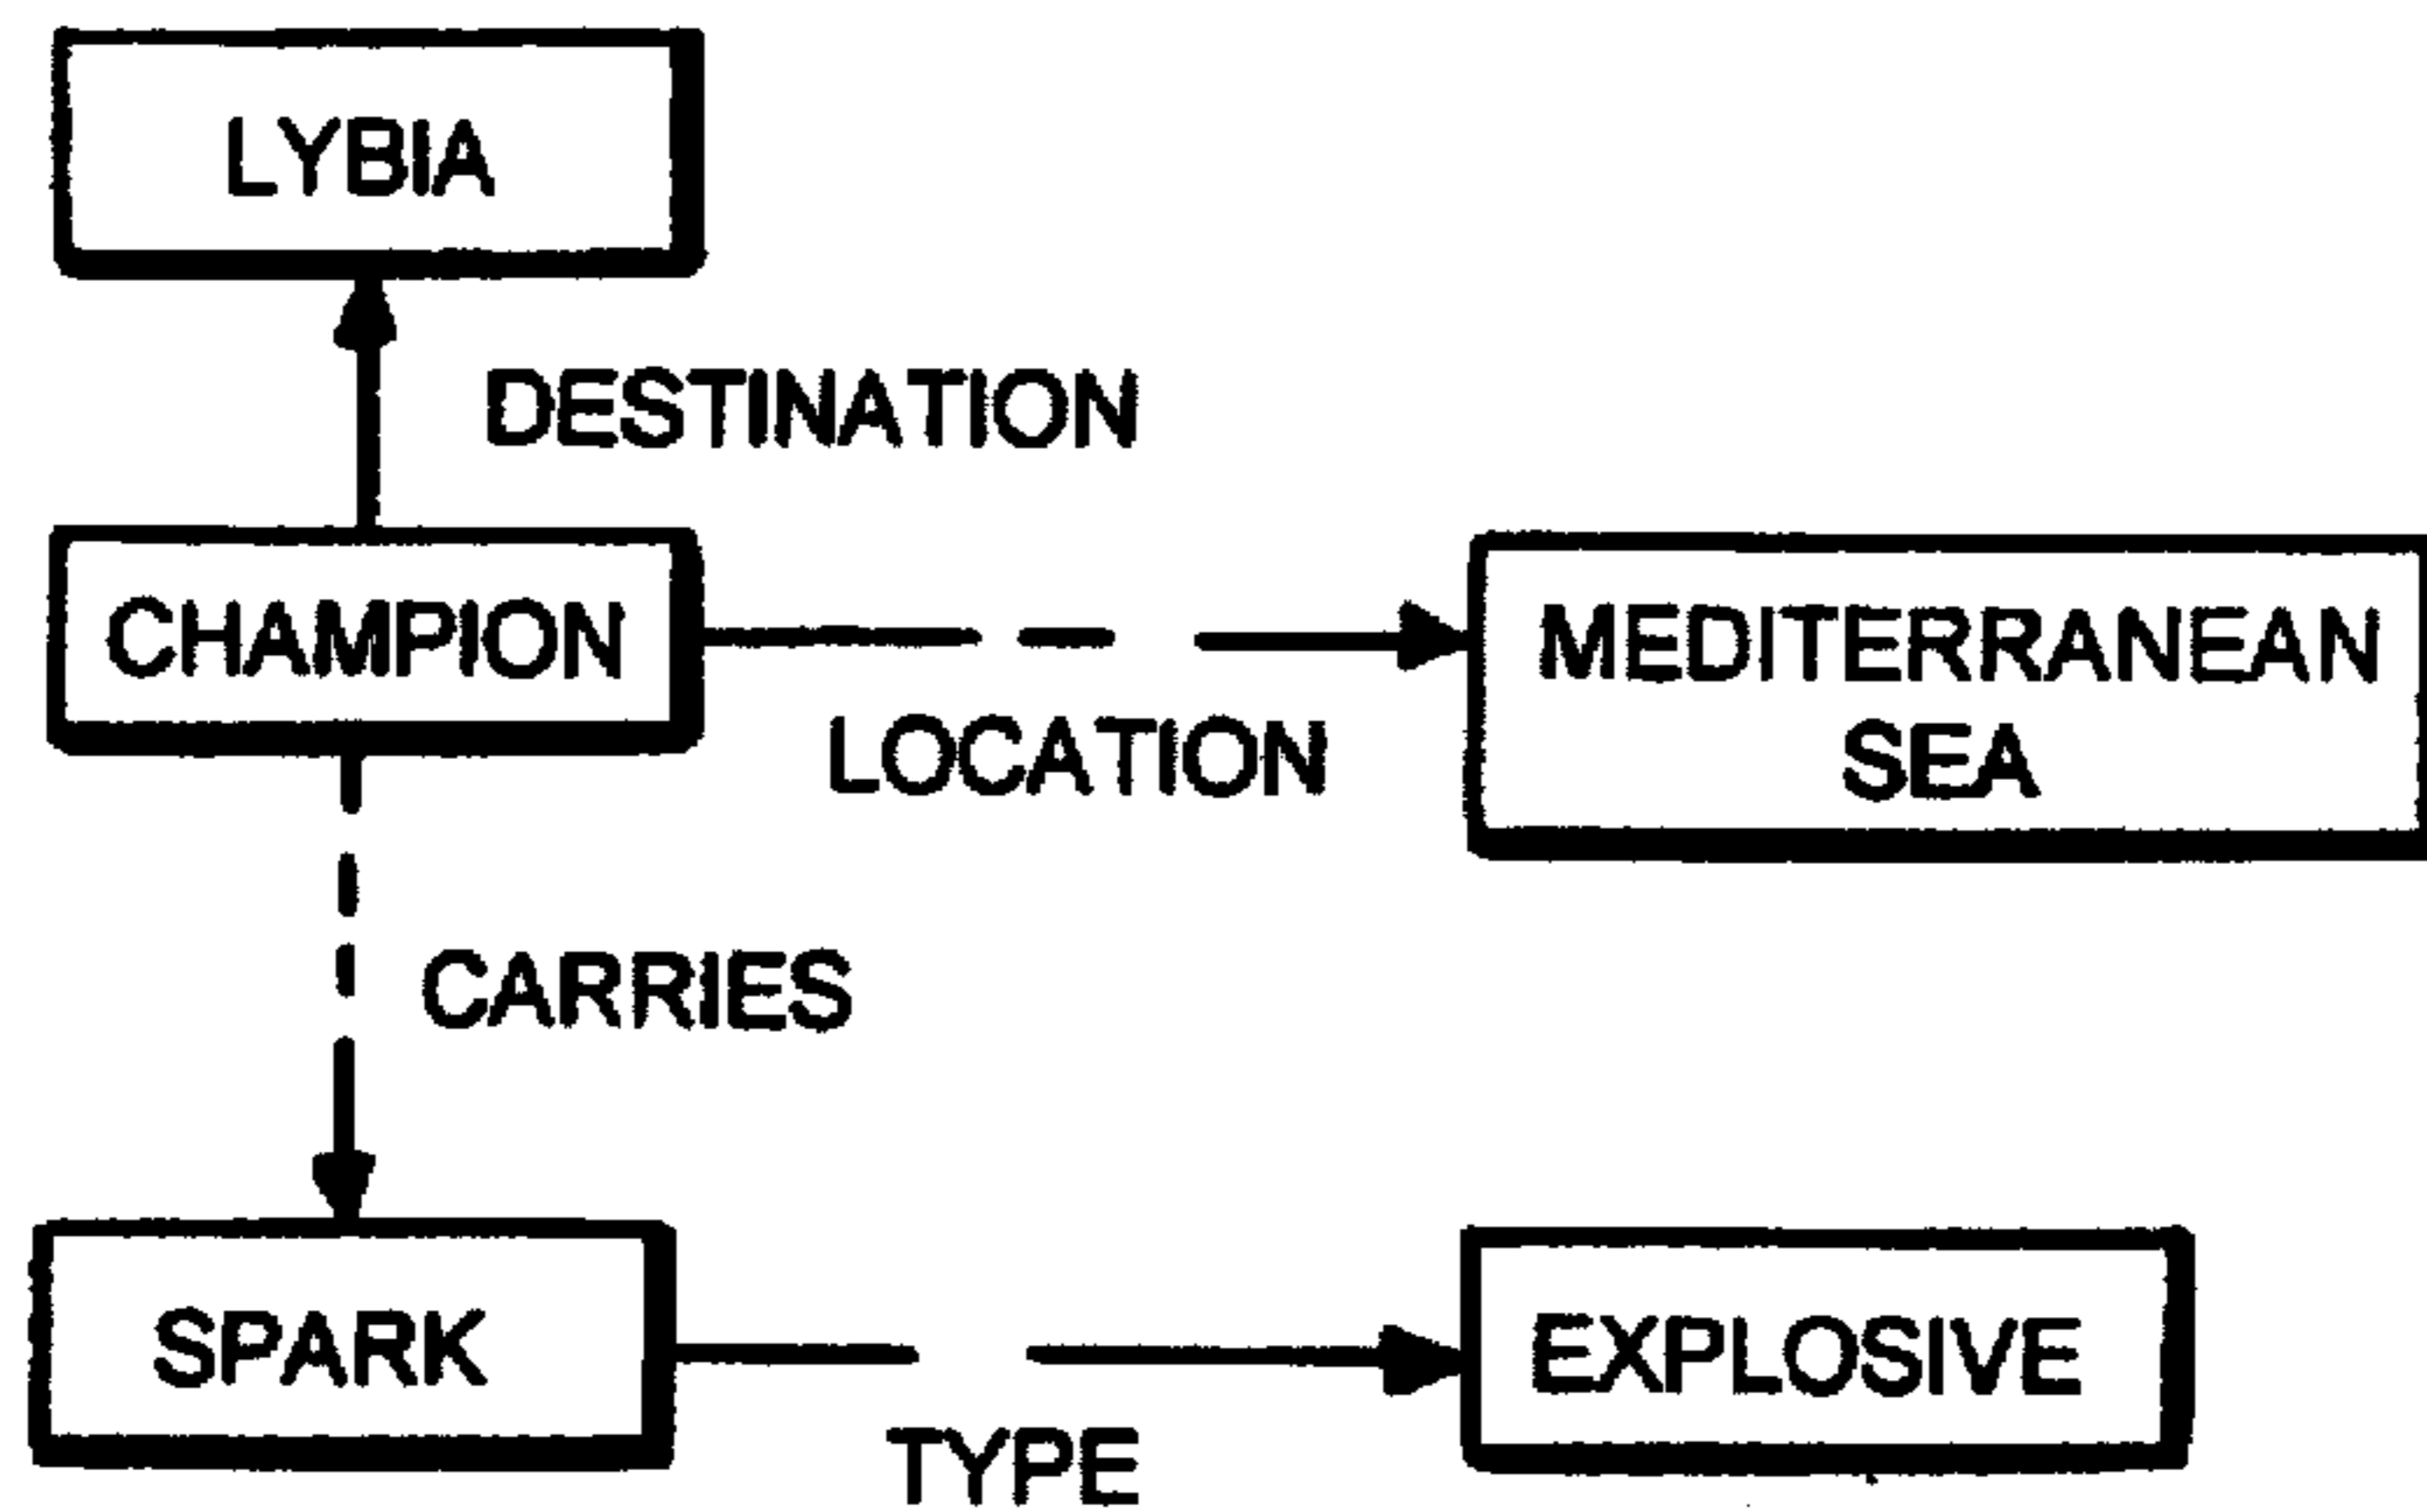 LYBIA
DESTINATION
CHAMPION
MEDITERRANEAN
SEA
LOCATION
CARRIES
SPARK
EXPLOSIVE
TYPE